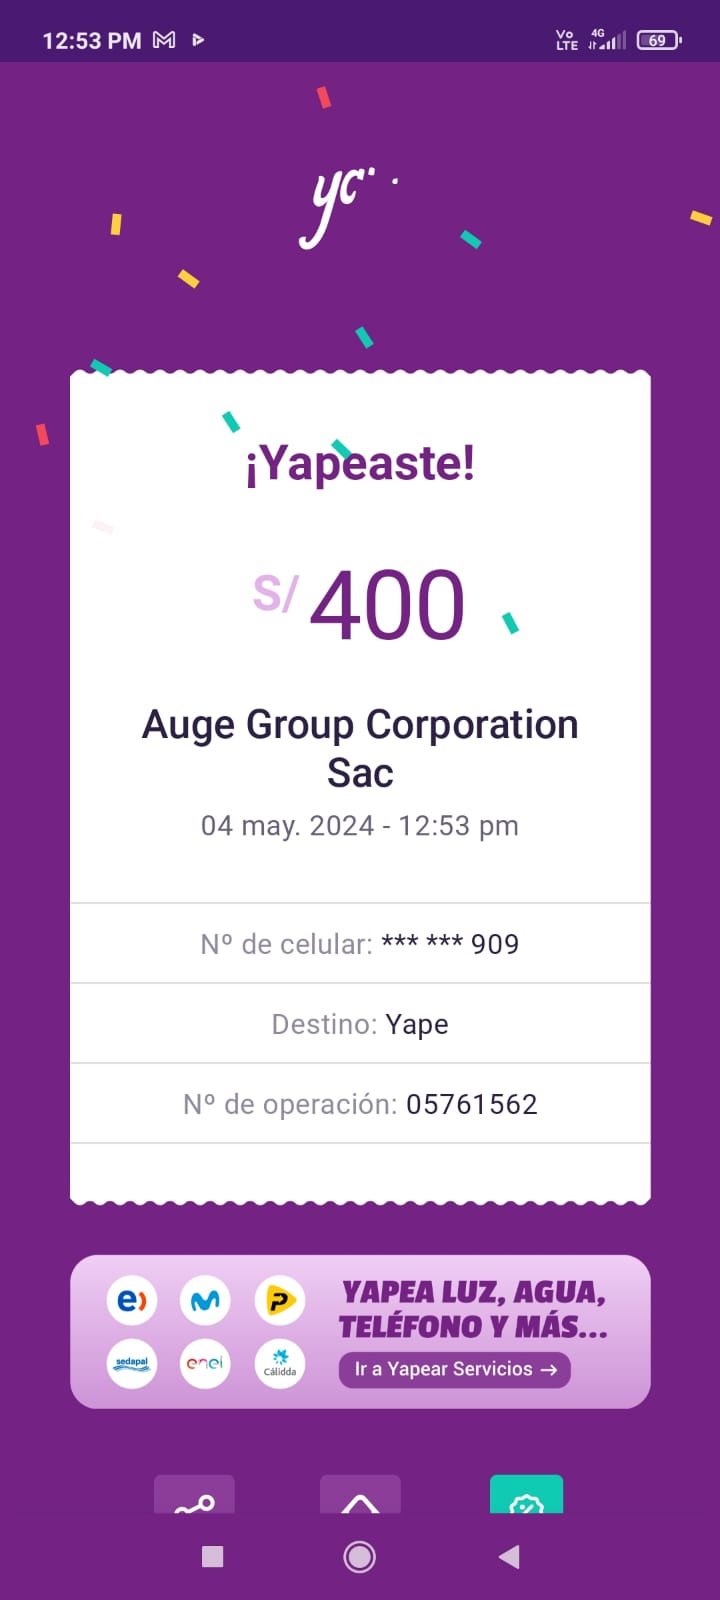 12:53 PM
Vo LTE 4G 69
¡Yapeaste!
S/ 400
Auge Group Corporation
Sac
04 may. 2024 - 12:53 pm
Nº de celular: *** *** 909
Destino: Yape
Nº de operación: 05761562
YAPEA LUZ, AGUA,
TELÉFONO Y MÁS...
Ir a Yapear Servicios →
sedapal enel Cálidda